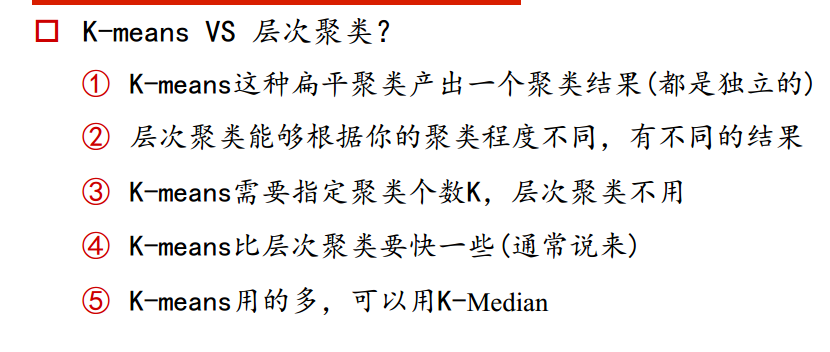 K-means VS 层次聚类?
① K-means这种扁平聚类产出一个聚类结果(都是独立的)
② 层次聚类能够根据你的聚类程度不同，有不同的结果
③ K-means需要指定聚类个数K，层次聚类不用
④ K-means比层次聚类要快一些(通常说来)
⑤ K-means用的多，可以用K-Median